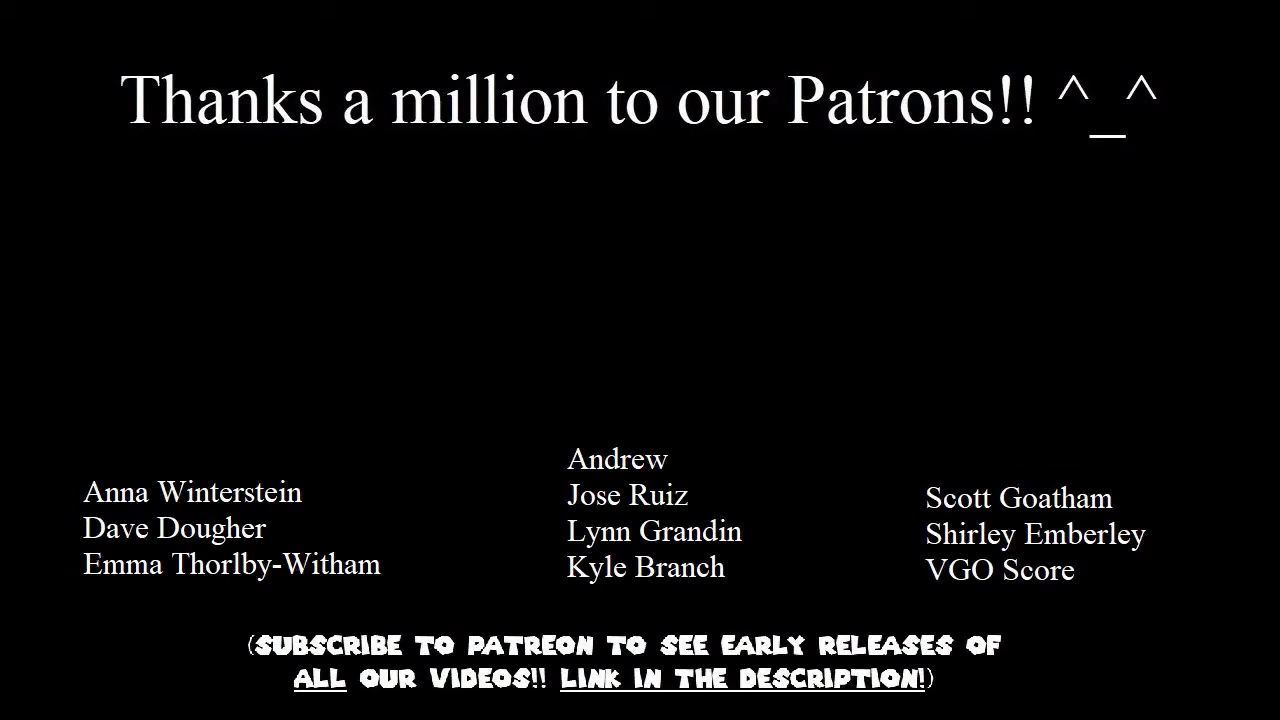 Thanks a million to our Patrons!! ^_^
Anna Winterstein
Dave Dougher
Emma Thorlby-Witham
Andrew
Jose Ruiz
Lynn Grandin
Kyle Branch
Scott Goatham
Shirley Emberley
VGO Score
(SUBSCRIBE TO PATREON TO SEE EARLY RELEASES OF
ALL OUR VIDEOS!! LINK IN THE DESCRIPTION!)